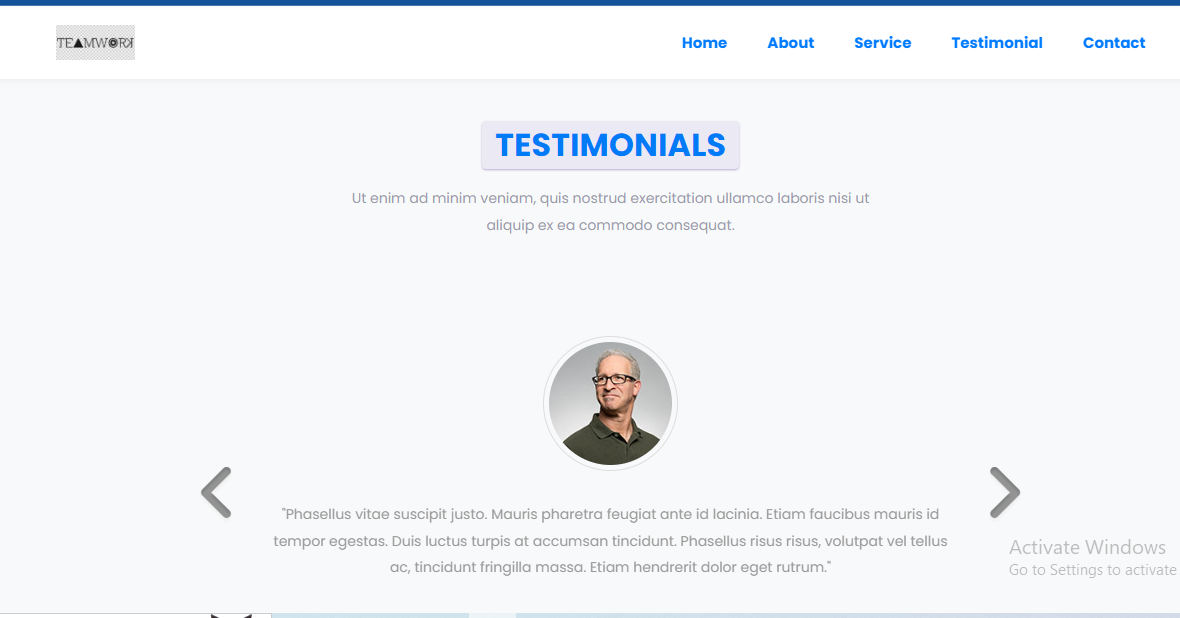 TEAMWORK
Home About Service Testimonial Contact
TESTIMONIALS
Ut enim ad minim veniam, quis nostrud exercitation ullamco laboris nisi ut
aliquip ex ea commodo consequat.
"Phasellus vitae suscipit justo. Mauris pharetra feugiat ante id lacinia. Etiam faucibus mauris id
tempor egestas. Duis luctus turpis at accumsan tincidunt. Phasellus risus risus, volutpat vel tellus
ac, tincidunt fringilla massa. Etiam hendrerit dolor eget rutrum."
Activate Windows
Go to Settings to activate